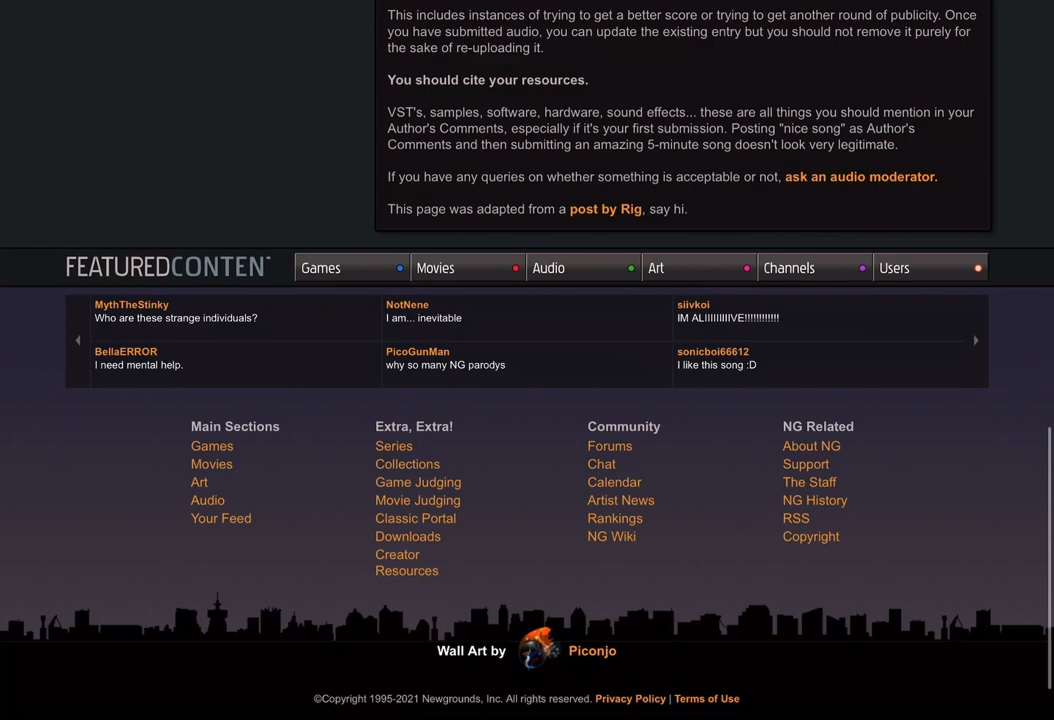 This includes instances of trying to get a better score or trying to get another round of publicity. Once
you have submitted audio, you can update the existing entry but you should not remove it purely for
the sake of re-uploading it.
You should cite your resources.
VST's, samples, software, hardware, sound effects... these are all things you should mention in your
Author's Comments, especially if it's your first submission. Posting "nice song" as Author's
Comments and then submitting an amazing 5-minute song doesn't look very legitimate.
If you have any queries on whether something is acceptable or not, ask an audio moderator.
This page was adapted from a post by Rig, say hi.
FEATUREDCONTENT
Games
Movies
Audio
Art
Channels
Users
MythTheStinky
Who are these strange individuals?
NotNene
I am... inevitable
siivkoi
IM ALIIIIIIIIVE!!!!!!!!!!!!
BellaERROR
I need mental help.
PicoGunMan
why so many NG parodys
sonicboi66612
I like this song :D
Main Sections
Games
Movies
Art
Audio
Your Feed
Extra, Extra!
Series
Collections
Game Judging
Movie Judging
Classic Portal
Downloads
Creator
Resources
Community
Forums
Chat
Calendar
Artist News
Rankings
NG Wiki
NG Related
About NG
Support
The Staff
NG History
RSS
Copyright
Wall Art by Piconjo
©Copyright 1995-2021 Newgrounds, Inc. All rights reserved. Privacy Policy | Terms of Use